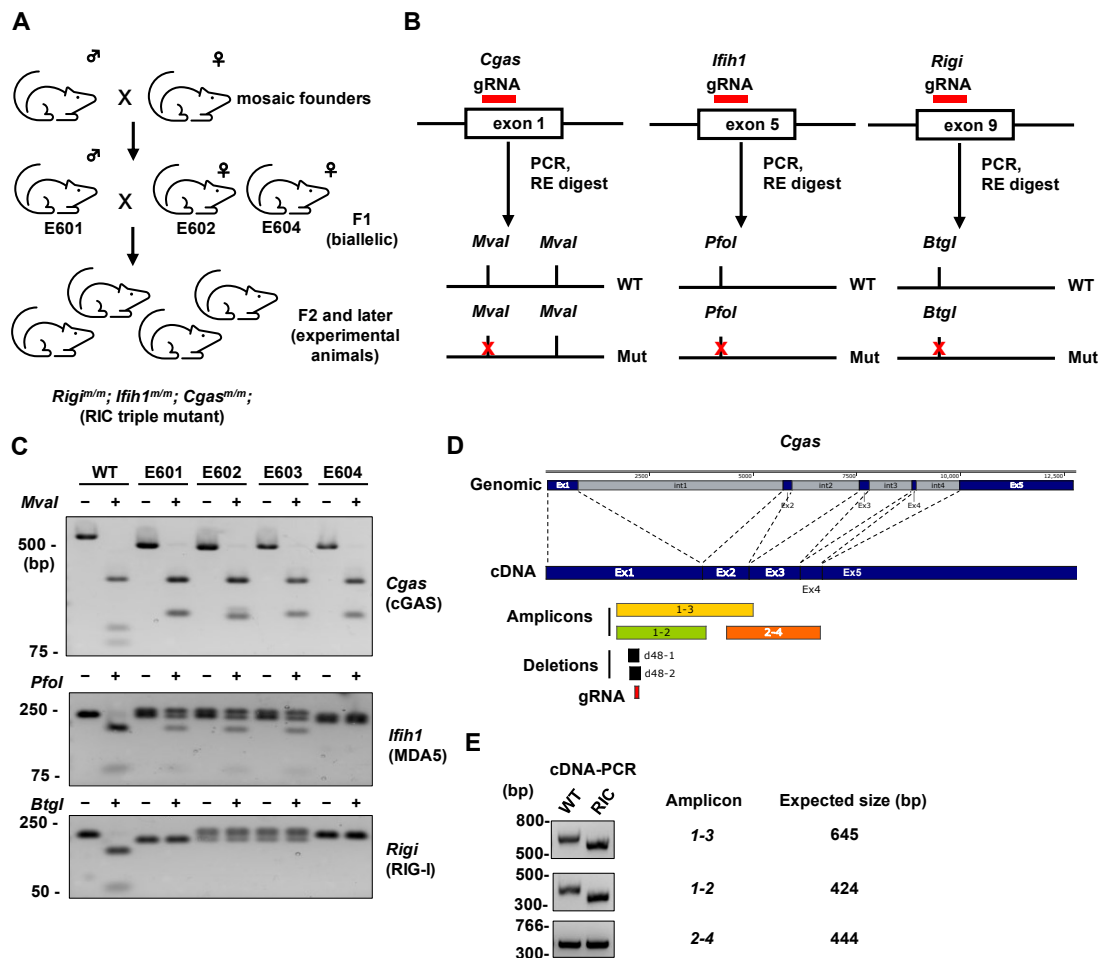 A
♂ ♀
X mosaic founders
♂ ♀ ♀
X
E601 E602 E604 F1
(biallelic)
F2 and later
(experimental
animals)
Rigi^m/m; Ifih1^m/m; Cgas^m/m;
(RIC triple mutant)
B
Cgas Ifih1 Rigi
gRNA gRNA gRNA
exon 1 exon 5 exon 9
PCR, PCR, PCR,
RE digest RE digest RE digest
MvaI MvaI PfoI BtgI
WT WT WT
MvaI MvaI PfoI BtgI
X X X
Mut Mut Mut
C
WT E601 E602 E603 E604
MvaI – + – + – + – + – +
500 -
(bp)
75 -
Cgas
(cGAS)
PfoI – + – + – + – + – +
250 -
75 -
Ifih1
(MDA5)
BtgI – + – + – + – + – +
250 -
50 -
Rigi
(RIG-I)
D
Cgas
2500 5000 7500 10,000 12,500
Genomic Ex1 int1 int2 int3 int4 Ex5
Ex2 Ex3 Ex4
cDNA Ex1 Ex2 Ex3 Ex5
Ex4
Amplicons 1-3
1-2 2-4
Deletions d48-1
d48-2
gRNA
E
cDNA-PCR
(bp) WT RIC Amplicon Expected size (bp)
800-
500-
1-3 645
500-
300-
1-2 424
766-
300-
2-4 444